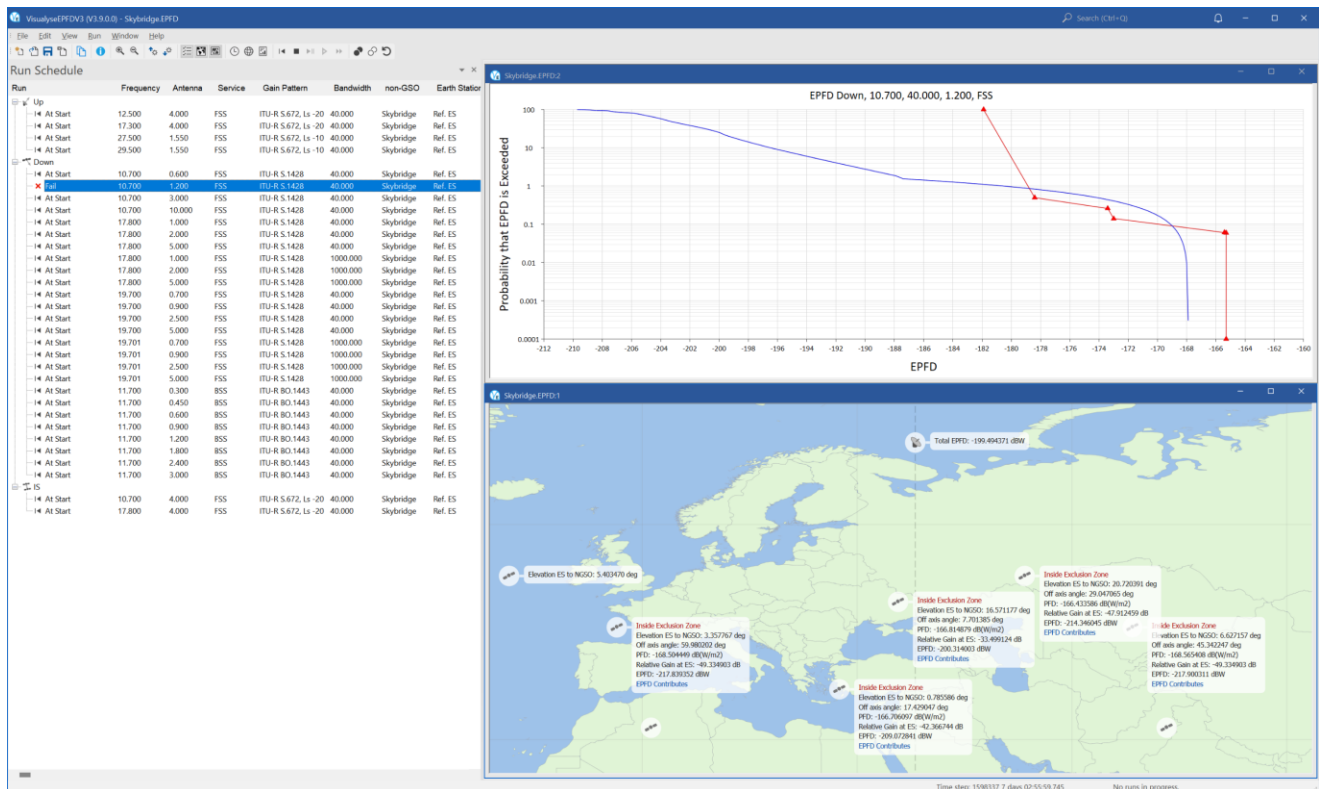 VisualyseEPFDV3 (V3.9.0.0) - Skybridge.EPFD
Search (Ctrl+Q)
File Edit View Run Window Help
Run Schedule
Run Frequency Antenna Service Gain Pattern Bandwidth non-GSO Earth Station
Up
At Start 12.500 4.000 FSS ITU-R S.672, Ls -20 40.000 Skybridge Ref. ES
At Start 17.300 4.000 FSS ITU-R S.672, Ls -20 40.000 Skybridge Ref. ES
At Start 27.500 1.550 FSS ITU-R S.672, Ls -10 40.000 Skybridge Ref. ES
At Start 29.500 1.550 FSS ITU-R S.672, Ls -10 40.000 Skybridge Ref. ES
Down
At Start 10.700 0.600 FSS ITU-R S.1428 40.000 Skybridge Ref. ES
Fail 10.700 1.200 FSS ITU-R S.1428 40.000 Skybridge Ref. ES
At Start 10.700 3.000 FSS ITU-R S.1428 40.000 Skybridge Ref. ES
At Start 10.700 10.000 FSS ITU-R S.1428 40.000 Skybridge Ref. ES
At Start 17.800 1.000 FSS ITU-R S.1428 40.000 Skybridge Ref. ES
At Start 17.800 2.000 FSS ITU-R S.1428 40.000 Skybridge Ref. ES
At Start 17.800 5.000 FSS ITU-R S.1428 40.000 Skybridge Ref. ES
At Start 17.800 1.000 FSS ITU-R S.1428 1000.000 Skybridge Ref. ES
At Start 17.800 2.000 FSS ITU-R S.1428 1000.000 Skybridge Ref. ES
At Start 17.800 5.000 FSS ITU-R S.1428 1000.000 Skybridge Ref. ES
At Start 19.700 0.700 FSS ITU-R S.1428 40.000 Skybridge Ref. ES
At Start 19.700 0.900 FSS ITU-R S.1428 40.000 Skybridge Ref. ES
At Start 19.700 2.500 FSS ITU-R S.1428 40.000 Skybridge Ref. ES
At Start 19.700 5.000 FSS ITU-R S.1428 40.000 Skybridge Ref. ES
At Start 19.701 0.700 FSS ITU-R S.1428 1000.000 Skybridge Ref. ES
At Start 19.701 0.900 FSS ITU-R S.1428 1000.000 Skybridge Ref. ES
At Start 19.701 2.500 FSS ITU-R S.1428 1000.000 Skybridge Ref. ES
At Start 19.701 5.000 FSS ITU-R S.1428 1000.000 Skybridge Ref. ES
At Start 11.700 0.300 BSS ITU-R BO.1443 40.000 Skybridge Ref. ES
At Start 11.700 0.450 BSS ITU-R BO.1443 40.000 Skybridge Ref. ES
At Start 11.700 0.600 BSS ITU-R BO.1443 40.000 Skybridge Ref. ES
At Start 11.700 0.900 BSS ITU-R BO.1443 40.000 Skybridge Ref. ES
At Start 11.700 1.200 BSS ITU-R BO.1443 40.000 Skybridge Ref. ES
At Start 11.700 1.800 BSS ITU-R BO.1443 40.000 Skybridge Ref. ES
At Start 11.700 2.400 BSS ITU-R BO.1443 40.000 Skybridge Ref. ES
At Start 11.700 3.000 BSS ITU-R BO.1443 40.000 Skybridge Ref. ES
IS
At Start 10.700 4.000 FSS ITU-R S.672, Ls -20 40.000 Skybridge Ref. ES
At Start 17.800 4.000 FSS ITU-R S.672, Ls -20 40.000 Skybridge Ref. ES
Skybridge.EPFD:2
EPFD Down, 10.700, 40.000, 1.200, FSS
Probability that EPFD is Exceeded
100
10
1
0.1
0.01
0.001
0.0001
-212 -210 -208 -206 -204 -202 -200 -198 -196 -194 -192 -190 -188 -186 -184 -182 -180 -178 -176 -174 -172 -170 -168 -166 -164 -162 -160
EPFD
Skybridge.EPFD:1
Total EPFD: -199.494371 dBW
Elevation ES to NGSO: 5.403470 deg
Inside Exclusion Zone
Elevation ES to NGSO: 20.720391 deg
Off axis angle: 29.047065 deg
PFD: -166.433586 dB(W/m2)
Relative Gain at ES: -47.912459 dB
EPFD: -214.346045 dBW
EPFD Contributes
Inside Exclusion Zone
Elevation ES to NGSO: 16.571177 deg
Off axis angle: 7.701385 deg
PFD: -166.814879 dB(W/m2)
Relative Gain at ES: -33.499124 dB
EPFD: -200.314003 dBW
EPFD Contributes
Inside Exclusion Zone
Elevation ES to NGSO: 3.357767 deg
Off axis angle: 59.980202 deg
PFD: -168.504449 dB(W/m2)
Relative Gain at ES: -49.334903 dB
EPFD: -217.839352 dBW
EPFD Contributes
Inside Exclusion Zone
Elevation ES to NGSO: 6.627157 deg
Off axis angle: 45.342247 deg
PFD: -168.565408 dB(W/m2)
Relative Gain at ES: -49.334903 dB
EPFD: -217.900311 dBW
EPFD Contributes
Inside Exclusion Zone
Elevation ES to NGSO: 0.785586 deg
Off axis angle: 17.429047 deg
PFD: -166.706097 dB(W/m2)
Relative Gain at ES: -42.366744 dB
EPFD: -209.072841 dBW
EPFD Contributes
Time step: 1598337 7 days 02:55:59.745
No runs in progress.